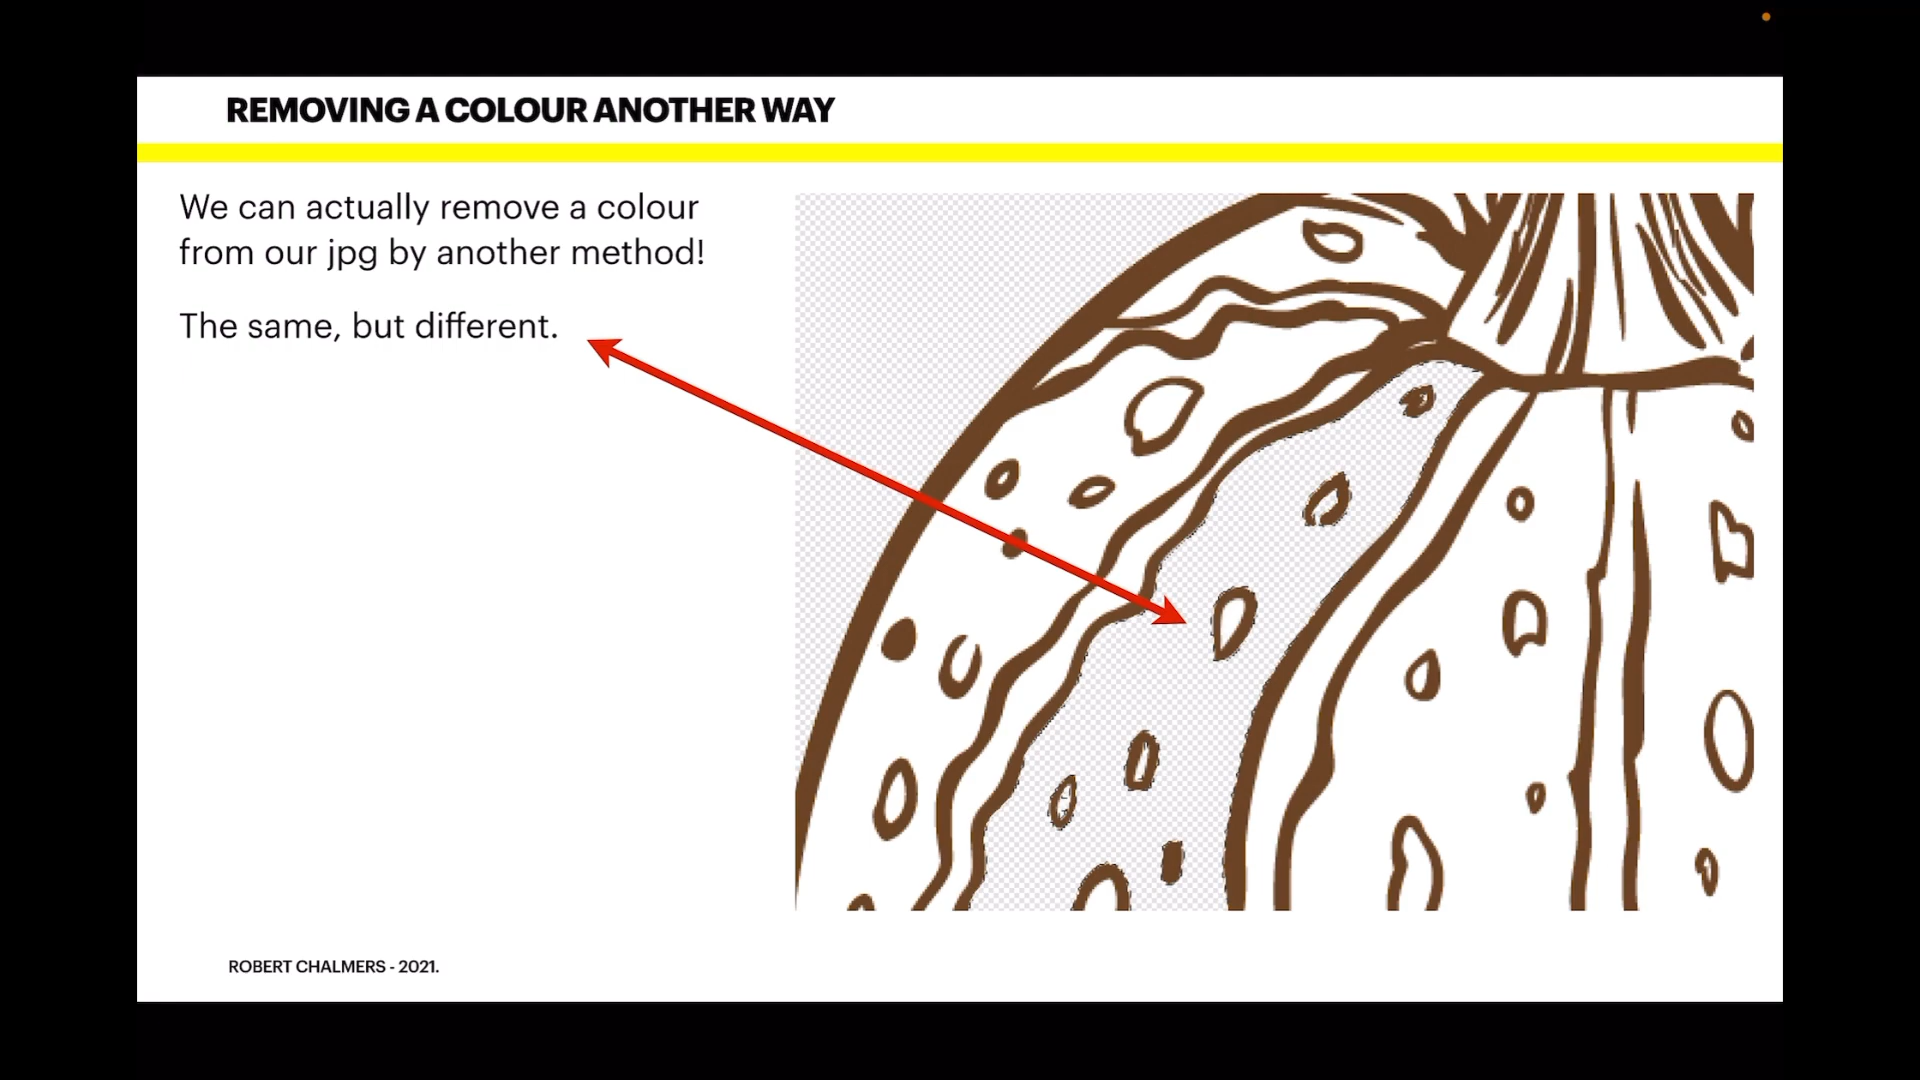 REMOVING A COLOUR ANOTHER WAY
We can actually remove a colour
from our jpg by another method!
The same, but different.
ROBERT CHALMERS - 2021.